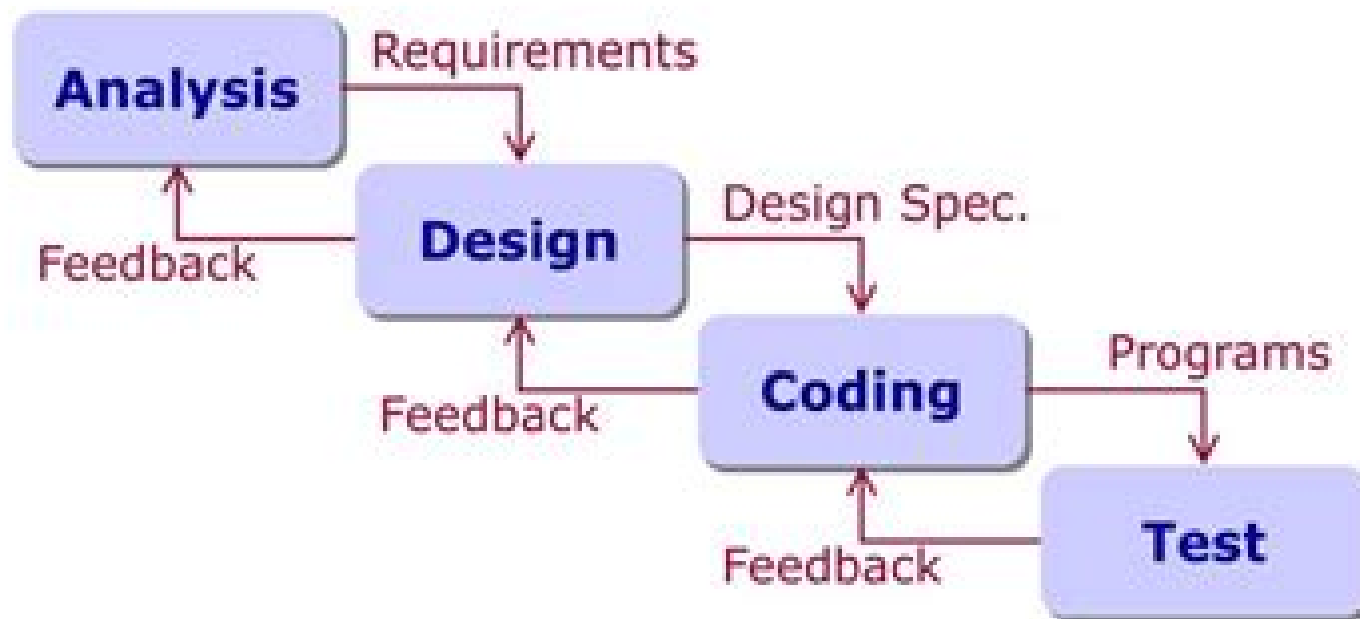 Requirements
Analysis
Design Spec.
Design
Feedback
Programs
Coding
Feedback
Test
Feedback